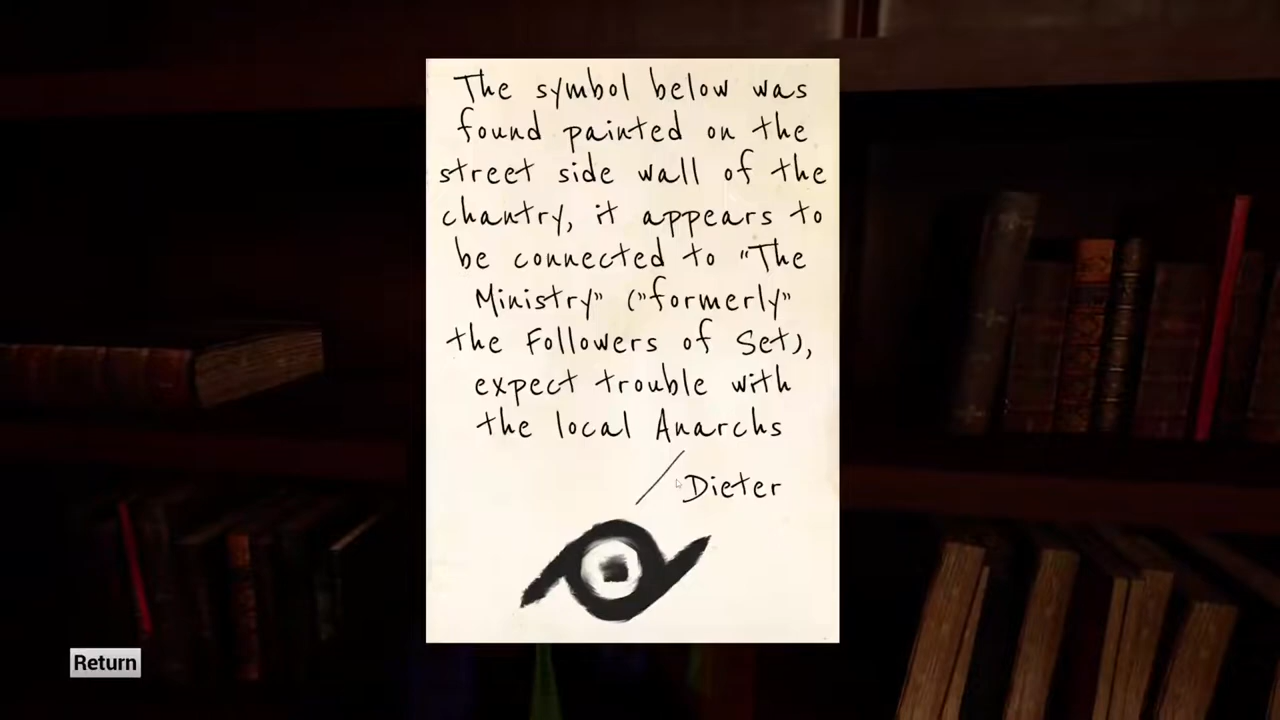 The symbol below was
found painted on the
street side wall of the
chantry, it appears to
be connected to "The
Ministry" ("formerly"
the Followers of Set),
expect trouble with
the local Anarchs
/Dieter
Return